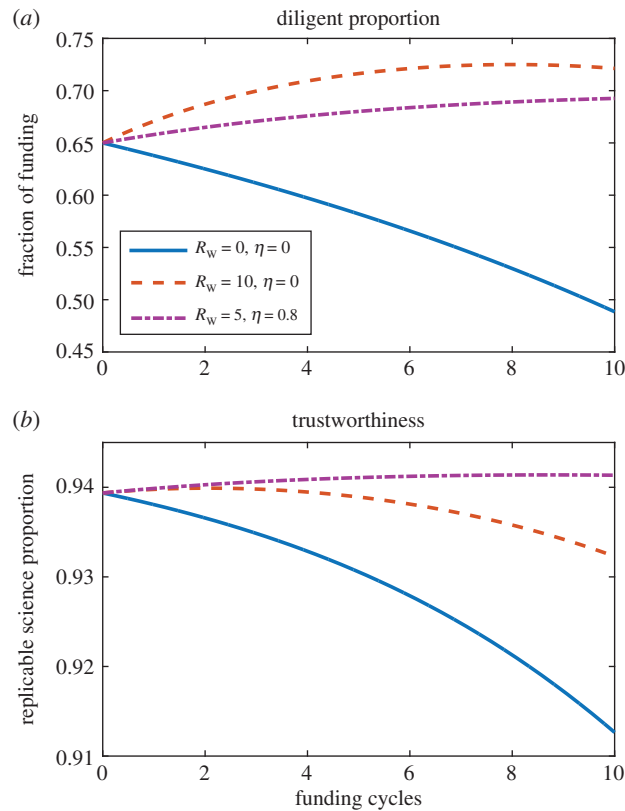 (a) diligent proportion
0.75
0.70
0.65
0.60
0.55
0.50
0.45
fraction of funding
R_W = 0, η = 0
R_W = 10, η = 0
R_W = 5, η = 0.8
0 2 4 6 8 10
(b) trustworthiness
0.94
0.93
0.92
0.91
replicable science proportion
0 2 4 6 8 10
funding cycles